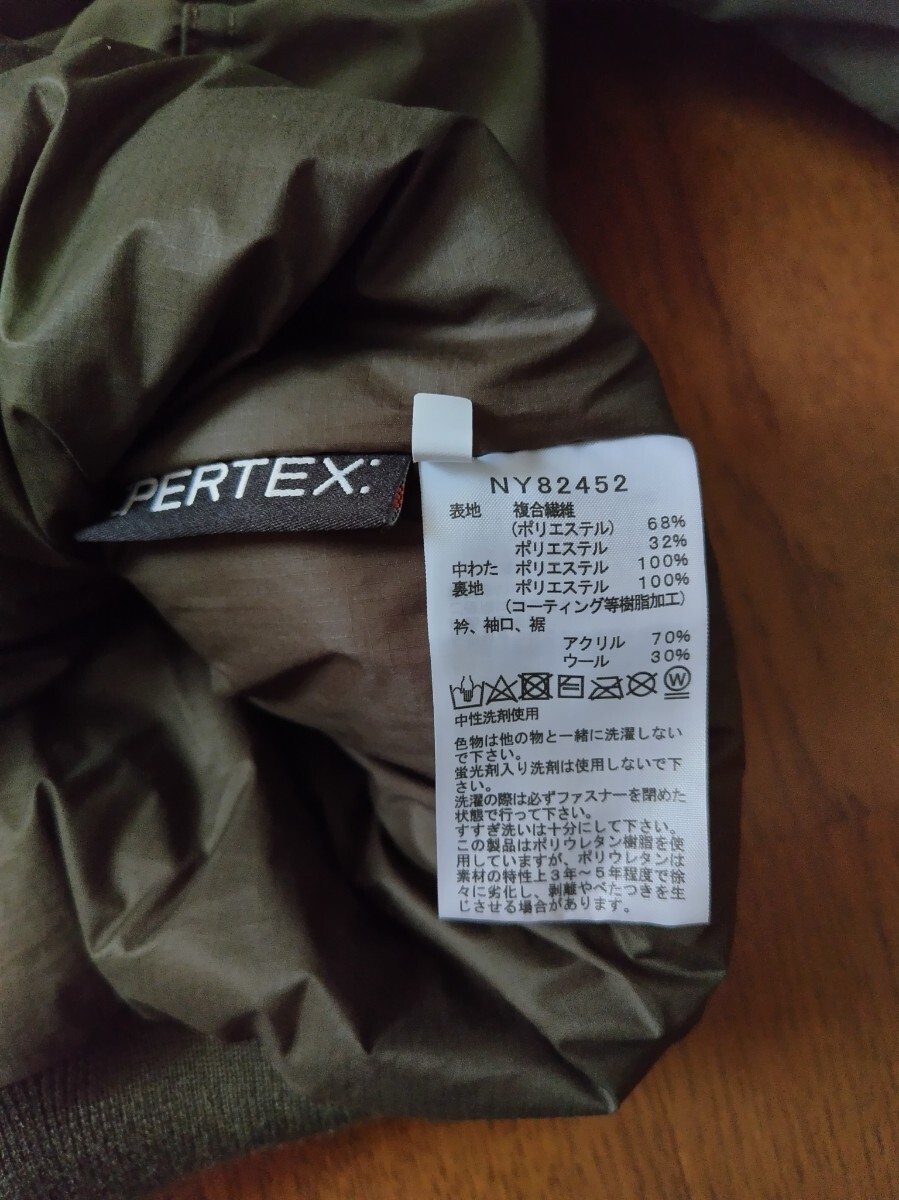 PERTEX:
NY82452
表地 複合繊維
(ポリエステル) 68%
ポリエステル 32%
中わた ポリエステル 100%
裏地 ポリエステル 100%
(コーティング等樹脂加工)
衿、袖口、裾
アクリル 70%
ウール 30%
W
中性洗剤使用
色物は他の物と一緒に洗濯しない
で下さい。
蛍光剤入り洗剤は使用しないで下
さい。
洗濯の際は必ずファスナーを閉めた
状態で行って下さい。
すすぎ洗いは十分にして下さい。
この製品はポリウレタン樹脂を使
用していますが、ポリウレタンは
素材の特性上3年～5年程度で徐
々に劣化し、剥離やべたつきを生
じさせる場合があります。